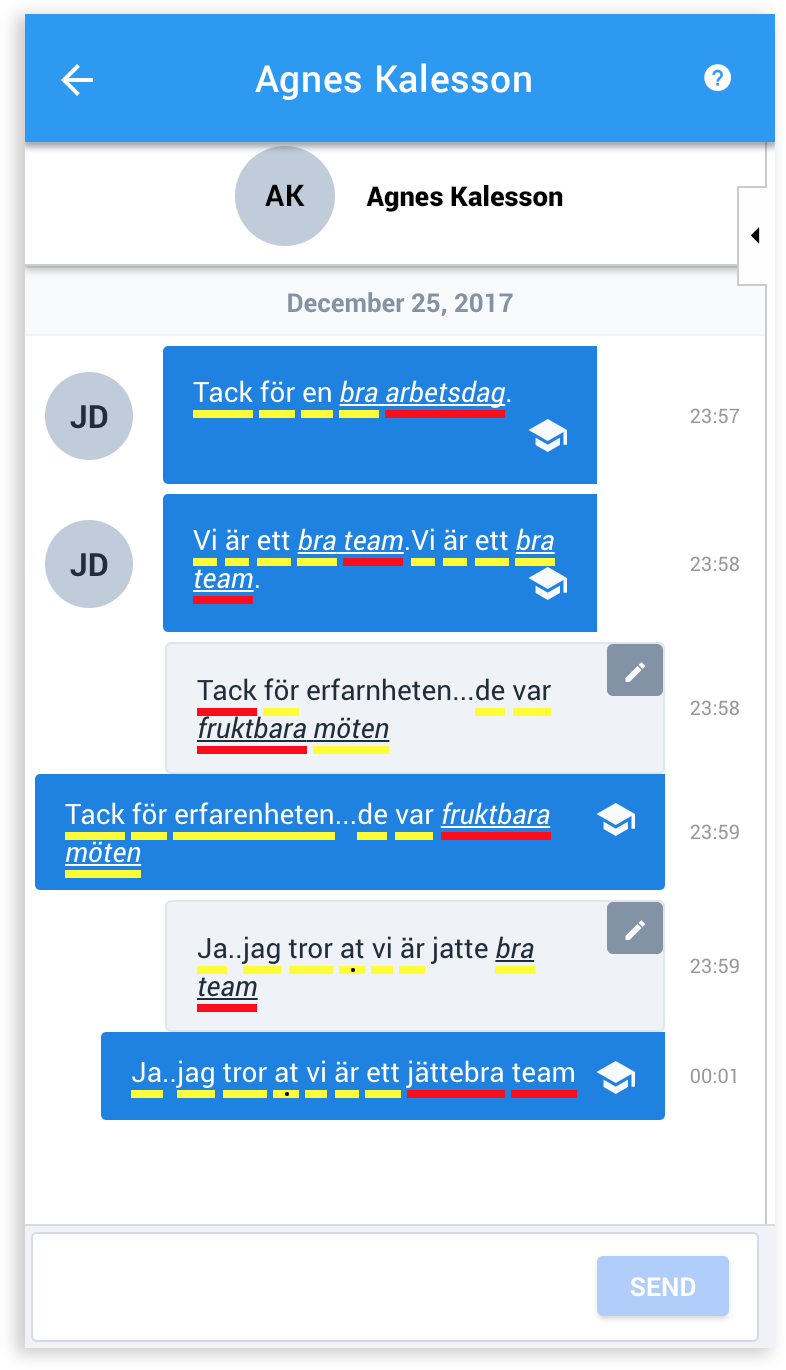 Agnes Kalesson
AK
Agnes Kalesson
December 25, 2017
JD
Tack för en bra arbetsdag.
23:57
JD
Vi är ett bra team.Vi är ett bra
team.
23:58
Tack för erfarnheten...de var
fruktbara möten
23:58
Tack för erfarenheten...de var fruktbara
möten
23:59
Ja..jag tror at vi är jatte bra
team
23:59
Ja..jag tror at vi är ett jättebra team
00:01
SEND